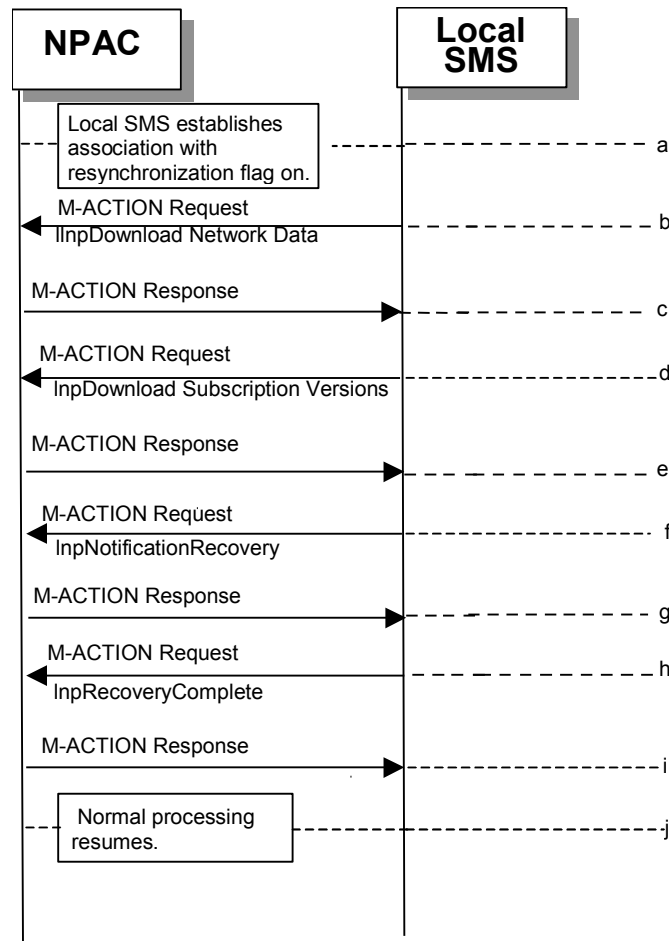 NPAC
Local
SMS
Local SMS establishes
association with
resynchronization flag on.
a
M-ACTION Request
b
lInpDownload Network Data
M-ACTION Response
c
M-ACTION Request
d
lnpDownload Subscription Versions
M-ACTION Response
e
M-ACTION Request
f
lnpNotificationRecovery
M-ACTION Response
g
M-ACTION Request
h
lnpRecoveryComplete
M-ACTION Response
i
Normal processing
resumes.
j